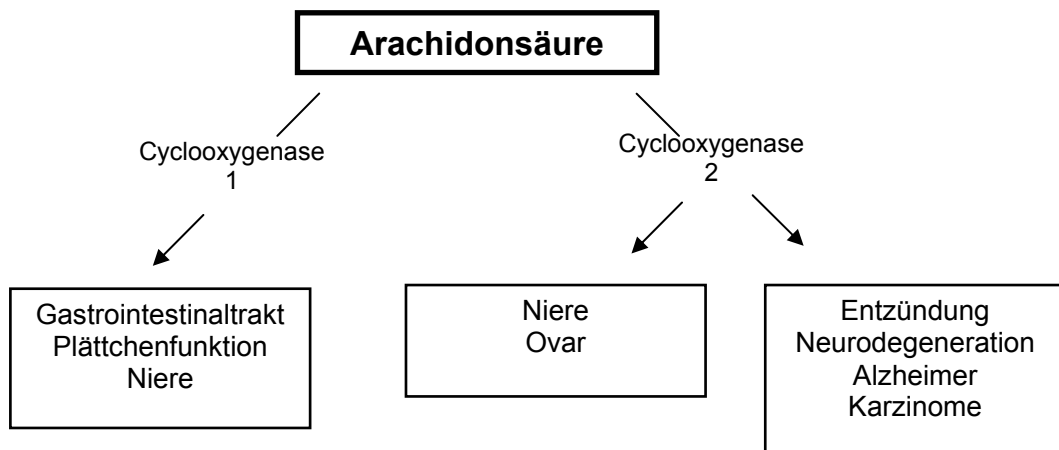 Arachidonsäure
Cyclooxygenase
1
Cyclooxygenase
2
Gastrointestinaltrakt
Plättchenfunktion
Niere
Niere
Ovar
Entzündung
Neurodegeneration
Alzheimer
Karzinome